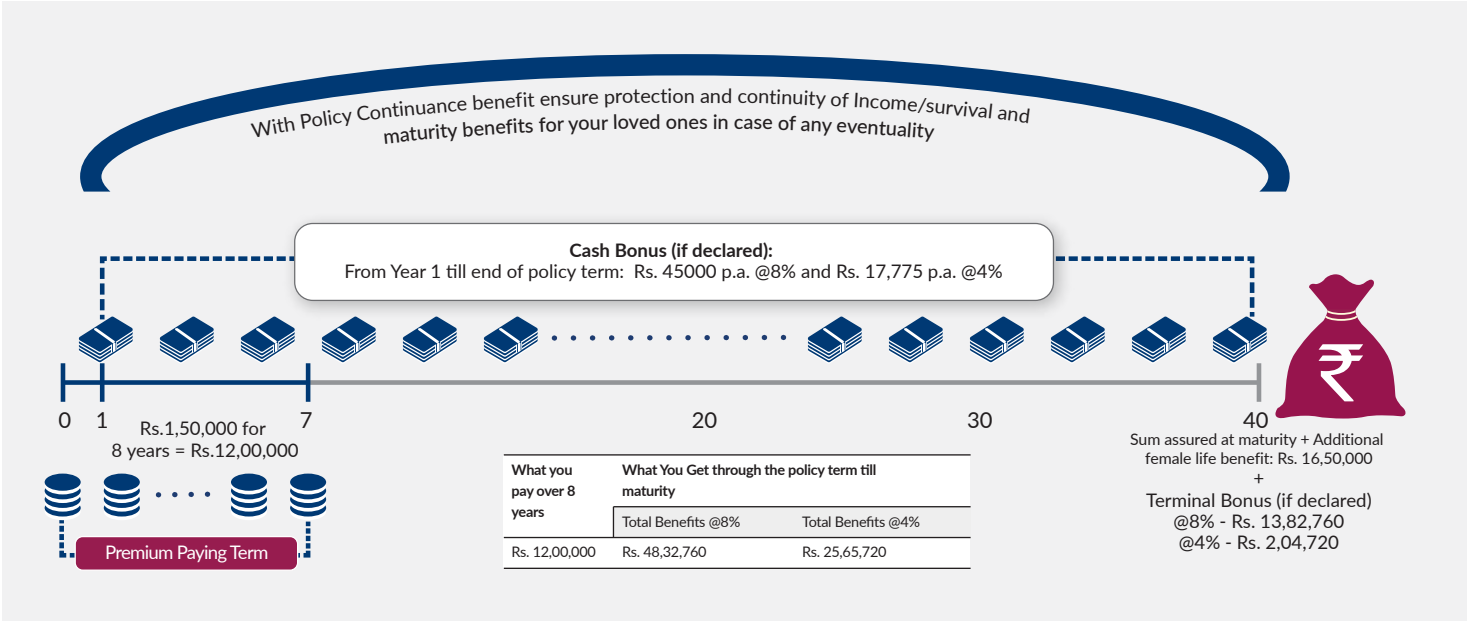 With Policy Continuance benefit ensure protection and continuity of Income/survival and
maturity benefits for your loved ones in case of any eventuality
Cash Bonus (if declared):
From Year 1 till end of policy term: Rs. 45000 p.a. @8% and Rs. 17,775 p.a. @4%
₹
0 1 7 20 30 40
Rs.1,50,000 for
8 years = Rs.12,00,000
Premium Paying Term
What you
pay over 8
years
What You Get through the policy term till
maturity
Total Benefits @8% Total Benefits @4%
Rs. 12,00,000 Rs. 48,32,760 Rs. 25,65,720
Sum assured at maturity + Additional
female life benefit: Rs. 16,50,000
+
Terminal Bonus (if declared)
@8% - Rs. 13,82,760
@4% - Rs. 2,04,720